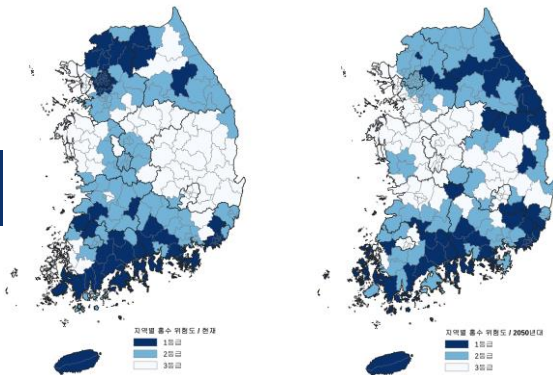 지역별 홍수 위험도 / 현재
1등급
2등급
3등급
지역별 홍수 위험도 / 2050년대
1등급
2등급
3등급